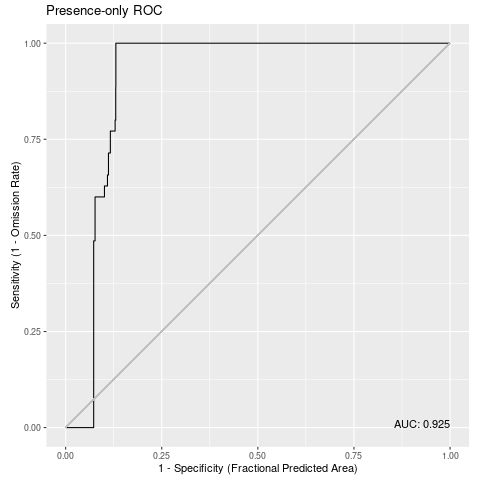 Presence-only ROC
Sensitivity (1 - Omission Rate)
1.00
0.75
0.50
0.25
0.00
AUC: 0.925
0.00 0.25 0.50 0.75 1.00
1 - Specificity (Fractional Predicted Area)